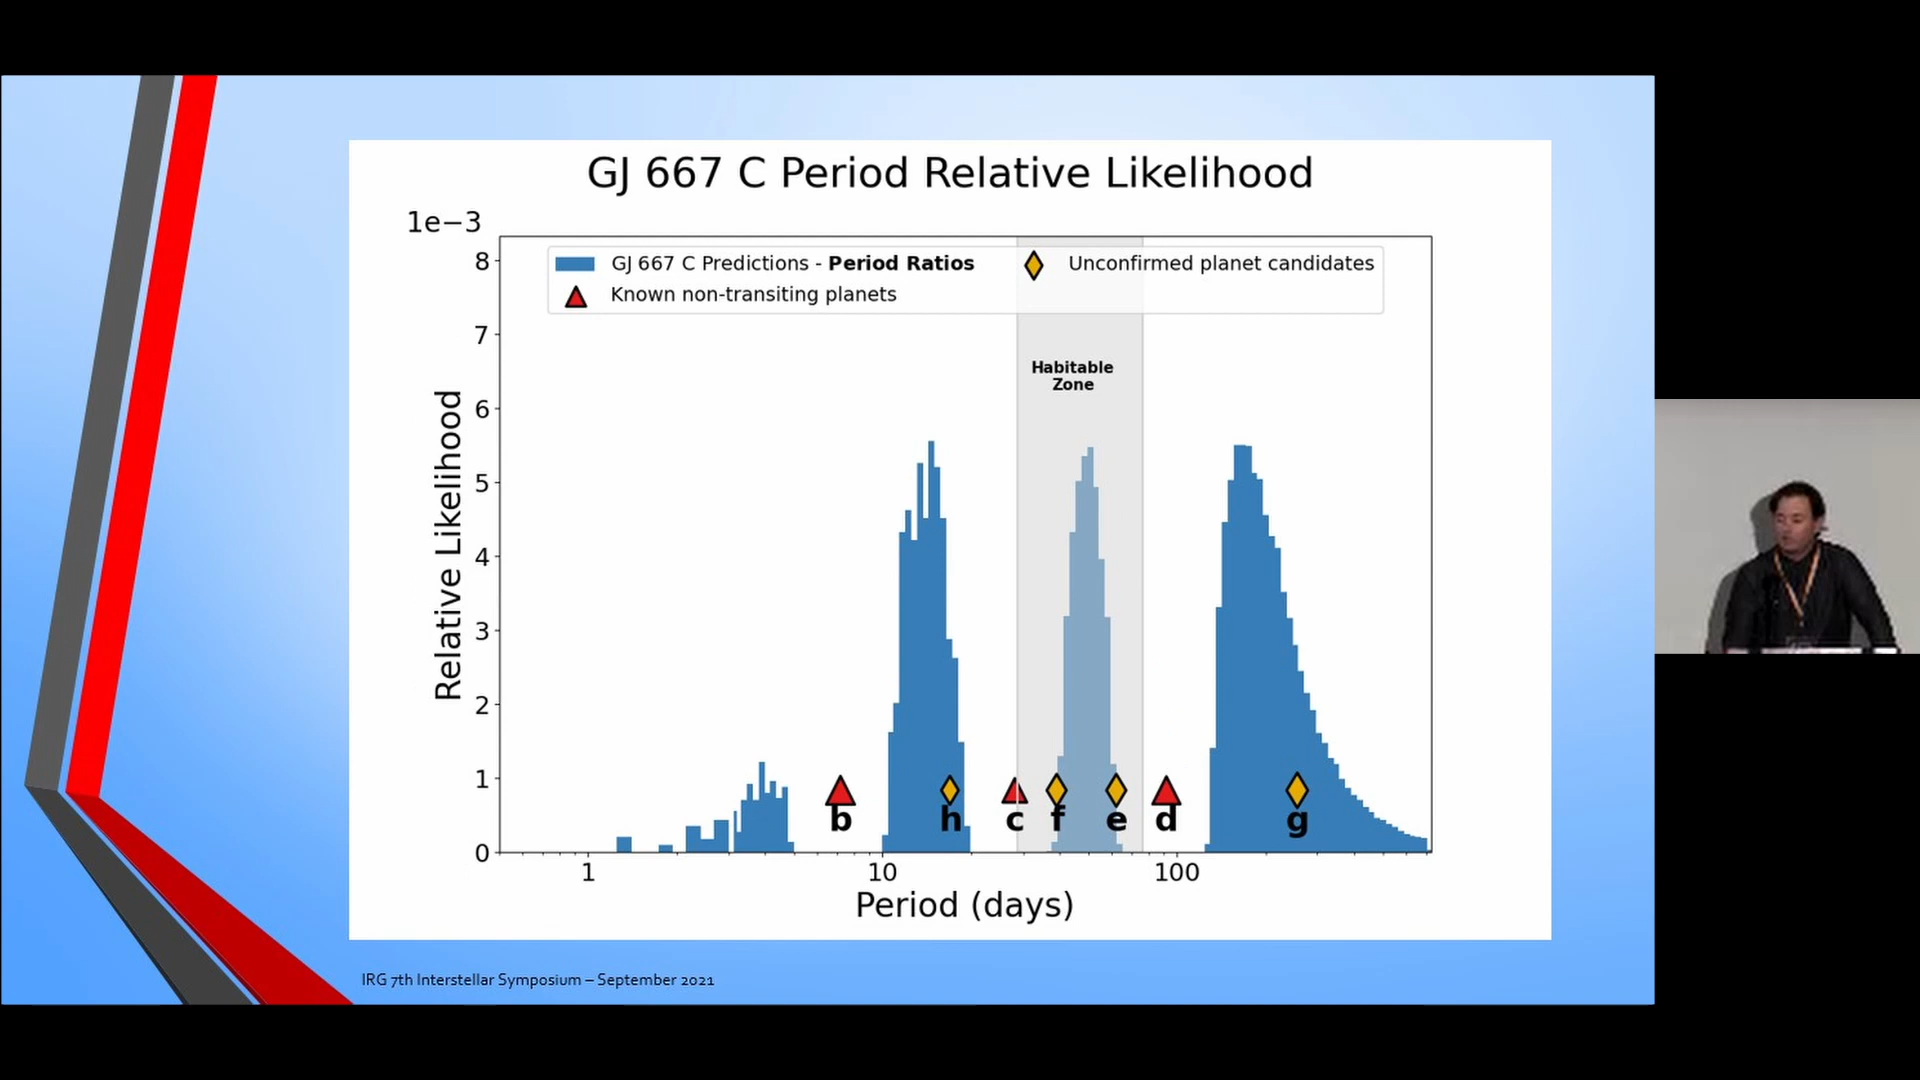 GJ 667 C Period Relative Likelihood
1e−3
GJ 667 C Predictions - Period Ratios
Known non-transiting planets
Unconfirmed planet candidates
Habitable
Zone
Relative Likelihood
8
7
6
5
4
3
2
1
0
b
h
c
f
e
d
g
1
10
100
Period (days)
IRG 7th Interstellar Symposium – September 2021